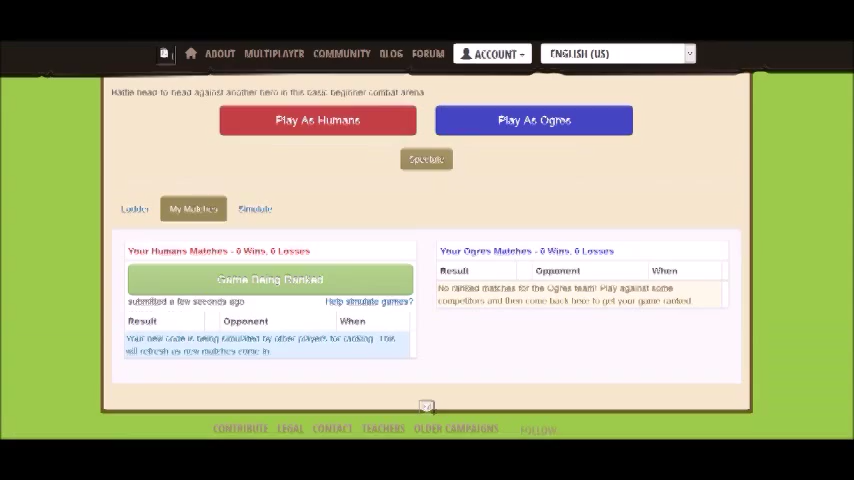 ABOUT MULTIPLAYER COMMUNITY BLOG FORUM ACCOUNT ENGLISH (US)
Battle head to head against another hero in this basic beginner combat arena
Play As Humans Play As Ogres
Spectate
Ladder My Matches Simulate
Your Humans Matches - 0 Wins, 0 Losses
Game Being Ranked
submitted a few seconds ago Help simulate games?
Result Opponent When
Your new code is being simulated by other players for ranking. This
will refresh as new matches come in.
Your Ogres Matches - 0 Wins, 0 Losses
Result Opponent When
No ranked matches for the Ogres team! Play against some
competitors and then come back here to get your game ranked.
CONTRIBUTE LEGAL CONTACT TEACHERS OLDER CAMPAIGNS FOLLOW